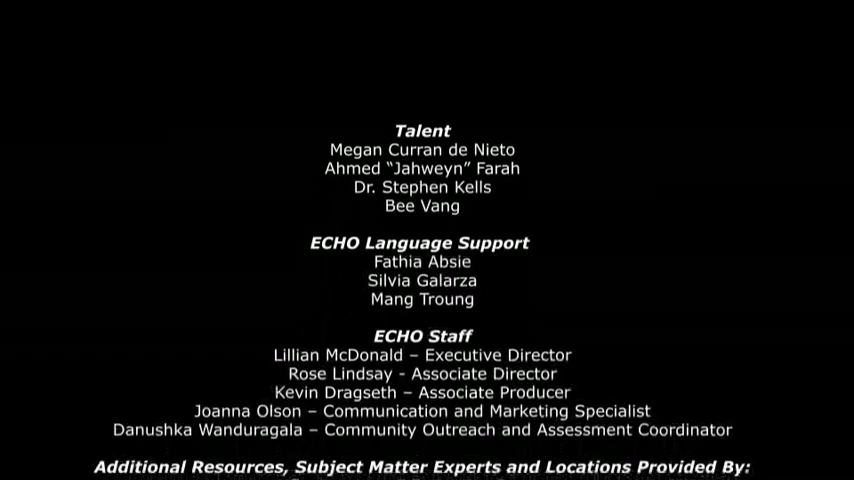 Talent
Megan Curran de Nieto
Ahmed “Jahweyn” Farah
Dr. Stephen Kells
Bee Vang
ECHO Language Support
Fathia Absie
Silvia Galarza
Mang Troung
ECHO Staff
Lillian McDonald – Executive Director
Rose Lindsay - Associate Director
Kevin Dragseth – Associate Producer
Joanna Olson – Communication and Marketing Specialist
Danushka Wanduragala – Community Outreach and Assessment Coordinator
Additional Resources, Subject Matter Experts and Locations Provided By: